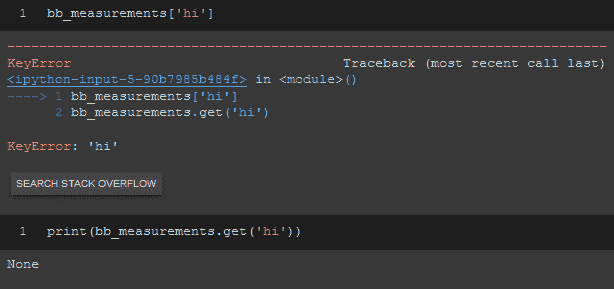 1 bb_measurements['hi']
---------------------------------------------------------------------------
KeyError Traceback (most recent call last)
<ipython-input-5-90b7985b484f> in <module>()
----> 1 bb_measurements['hi']
2 bb_measurements.get('hi')
KeyError: 'hi'
SEARCH STACK OVERFLOW
1 print(bb_measurements.get('hi'))
None